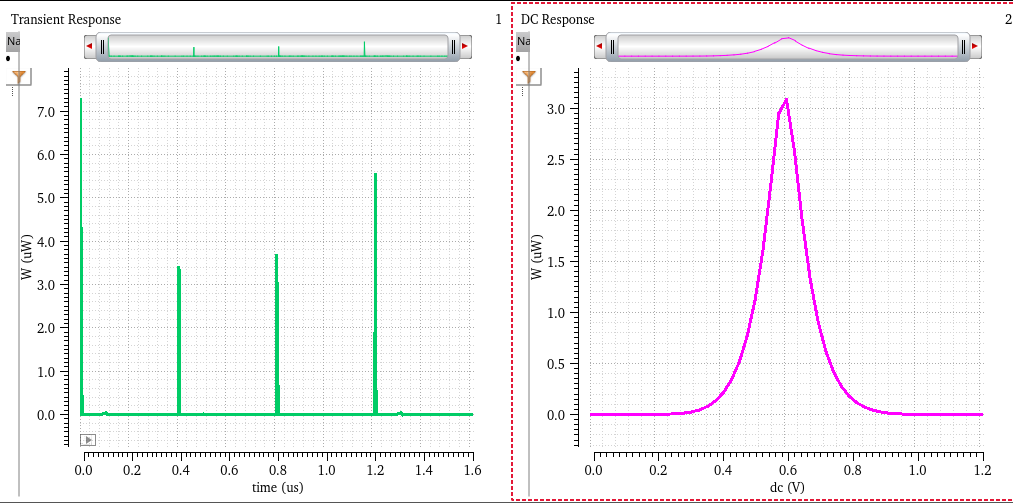 Transient Response 1
Na
W (uW)
7.0
6.0
5.0
4.0
3.0
2.0
1.0
0.0
0.0 0.2 0.4 0.6 0.8 1.0 1.2 1.4 1.6
time (us)
DC Response 2
Na
W (uW)
3.0
2.5
2.0
1.5
1.0
0.5
0.0
0.0 0.2 0.4 0.6 0.8 1.0 1.2
dc (V)